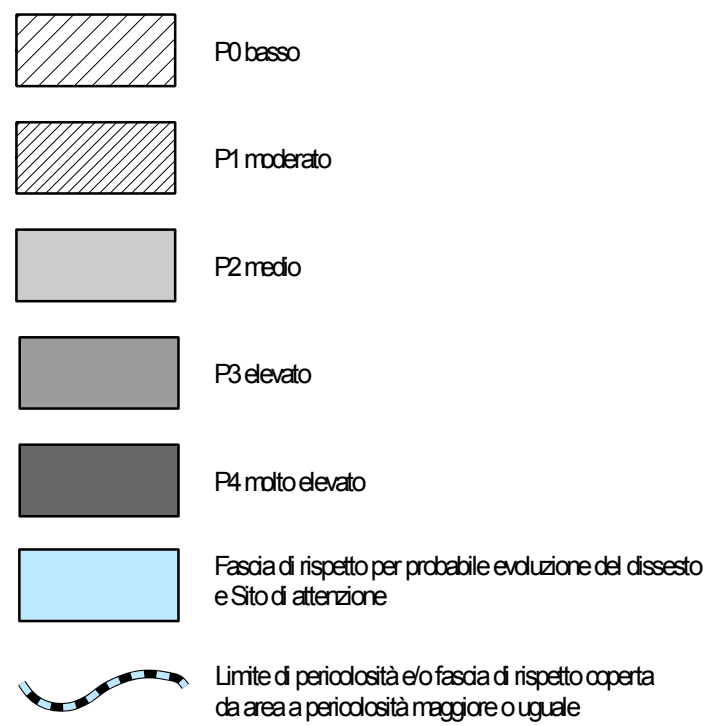 P0 basso
P1 moderato
P2 medio
P3 elevato
P4 molto elevato
Fascia di rispetto per probabile evoluzione del dissesto
e Sito di attenzione
Limite di pericolosità e/o fascia di rispetto coperta
da area a pericolosità maggiore o uguale